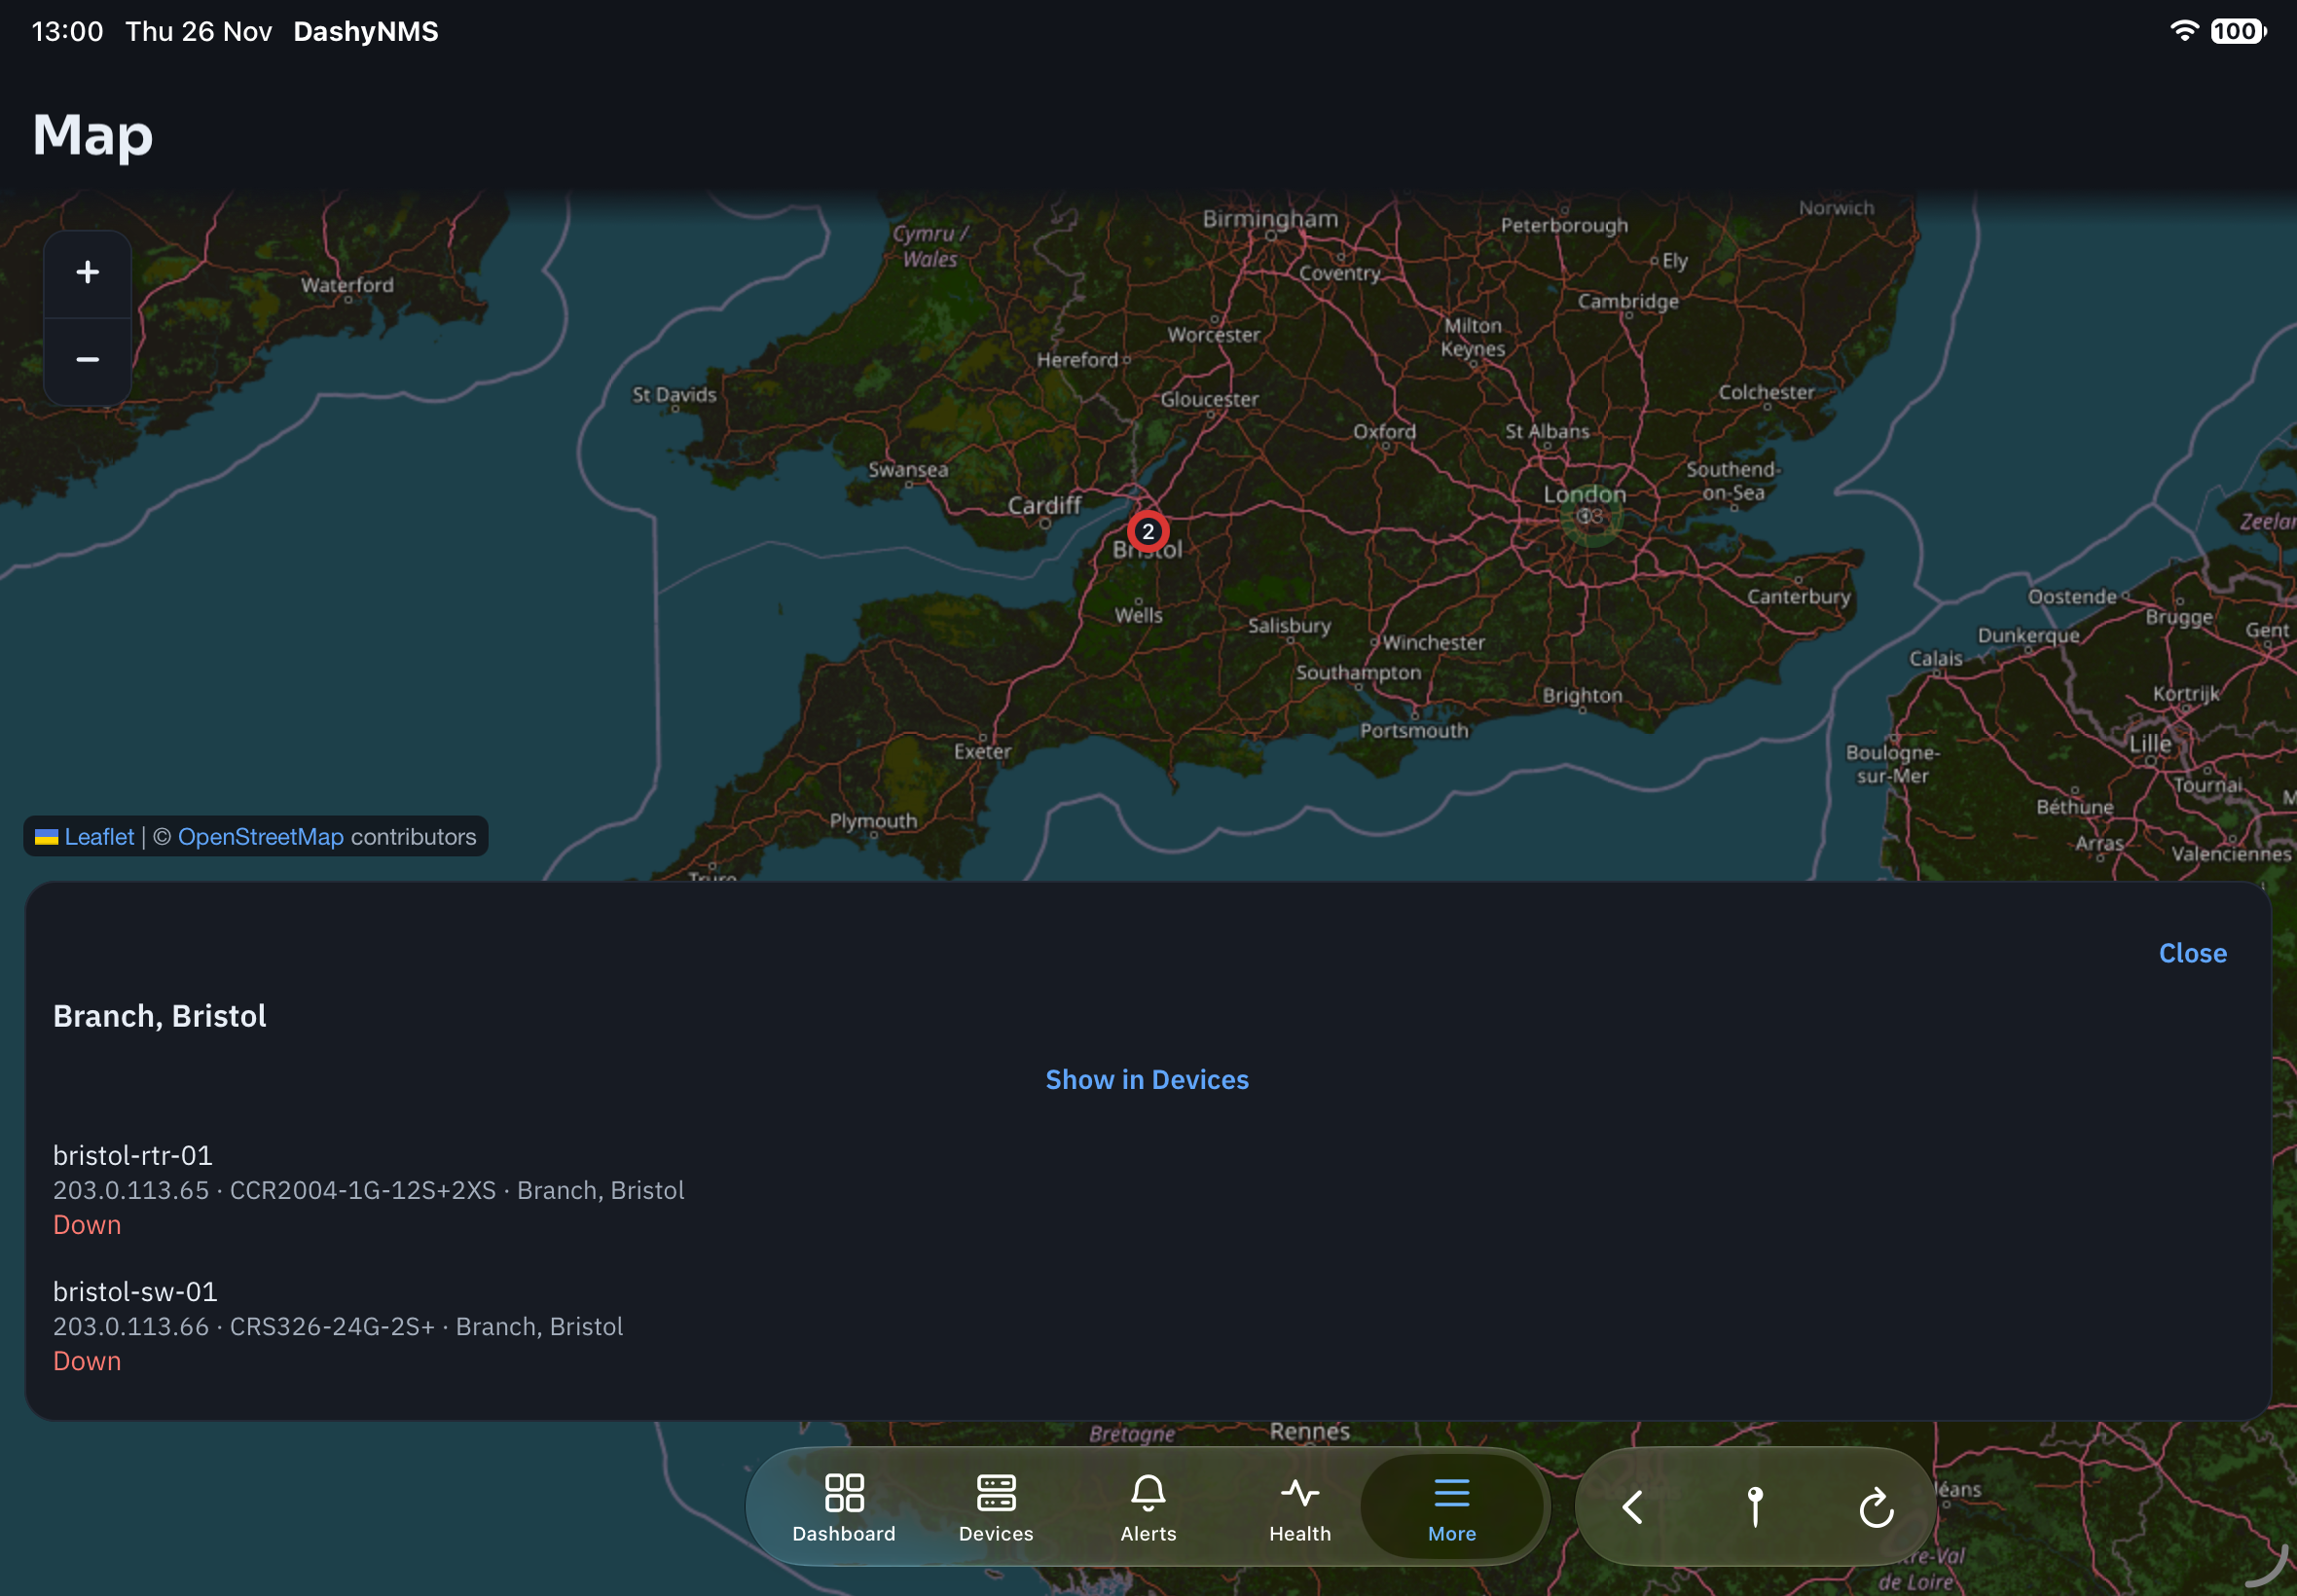 13:00 Thu 26 Nov DashyNMS
100
Map
+
−
Birmingham
Peterborough
Norwich
Cymru /
Wales
Coventry
Ely
Waterford
Cambridge
Worcester
Milton
Keynes
Hereford
St Davids
Gloucester
Colchester
Oxford
St Albans
Swansea
Southend-
on-Sea
Cardiff
London
2
Bristol
Wells
Canterbury
Oostende
Brugge
Salisbury
Winchester
Dunkerque
Gent
Southampton
Calais
Brighton
Kortrijk
Portsmouth
Lille
Exeter
Boulogne-
sur-Mer
Tournai
Béthune
Plymouth
Arras
Valenciennes
Leaflet | © OpenStreetMap contributors
Close
Branch, Bristol
Show in Devices
bristol-rtr-01
203.0.113.65 · CCR2004-1G-12S+2XS · Branch, Bristol
Down
bristol-sw-01
203.0.113.66 · CRS326-24G-2S+ · Branch, Bristol
Down
Bretagne
Rennes
Dashboard
Devices
Alerts
Health
More
de Loire